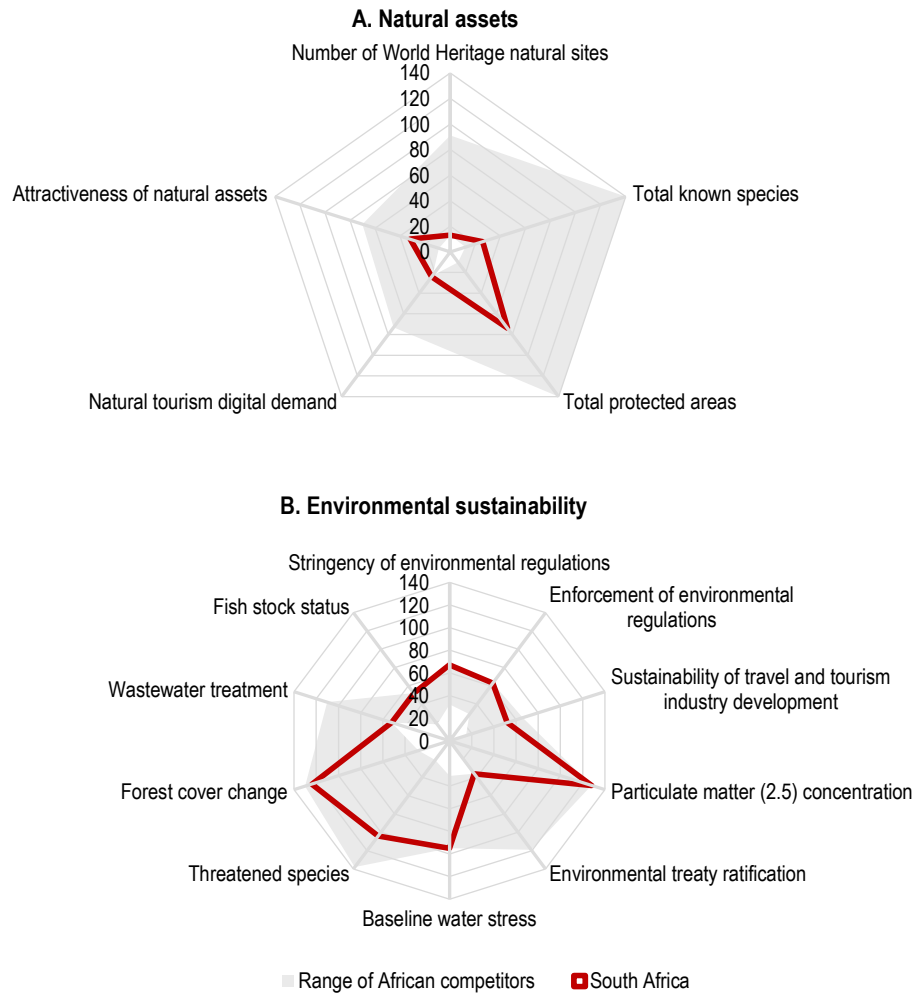 A. Natural assets
Number of World Heritage natural sites
140
120
100
80
60
40
20
0
Attractiveness of natural assets
Total known species
Natural tourism digital demand
Total protected areas
B. Environmental sustainability
Stringency of environmental regulations
140
120
100
80
60
40
20
0
Fish stock status
Enforcement of environmental
regulations
Wastewater treatment
Sustainability of travel and tourism
industry development
Forest cover change
Particulate matter (2.5) concentration
Threatened species
Environmental treaty ratification
Baseline water stress
Range of African competitors
South Africa